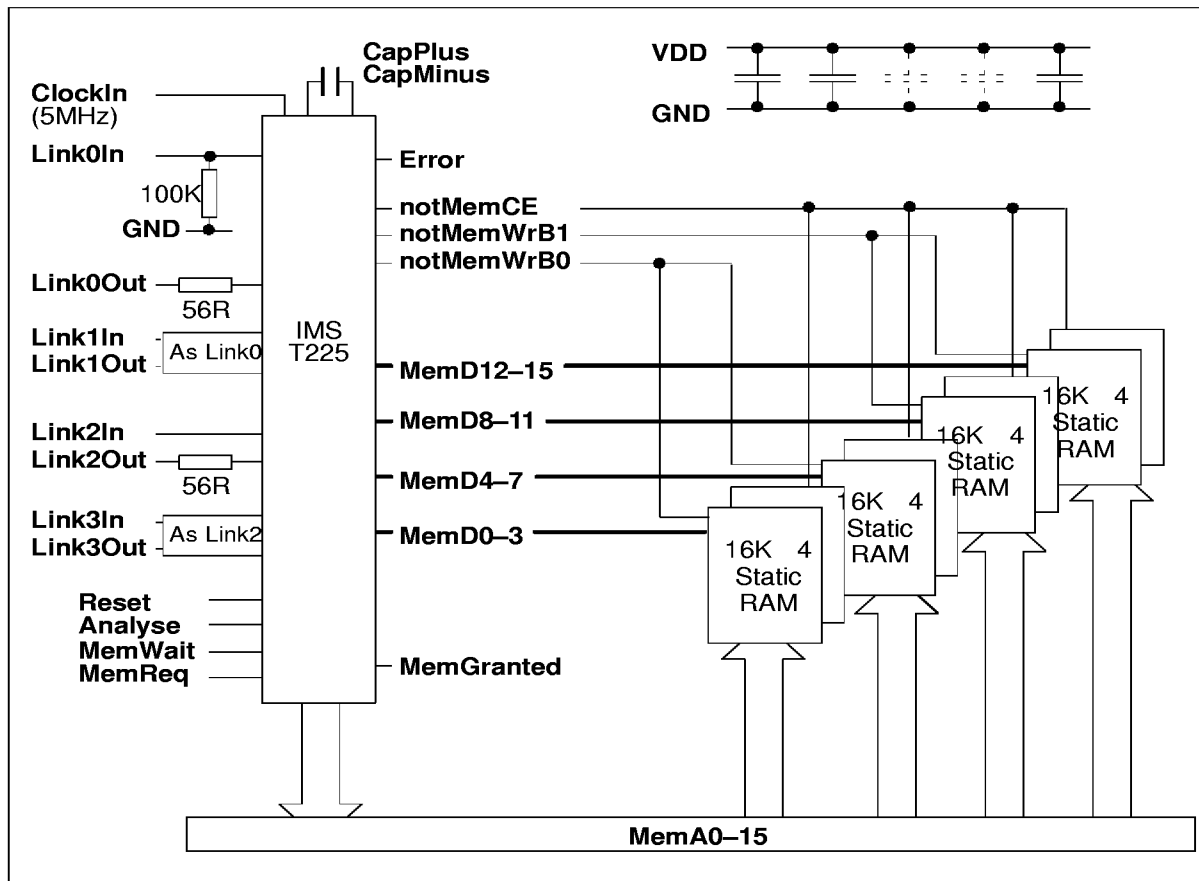 CapPlus
CapMinus
VDD
GND
ClockIn
(5MHz)
Link0In
100K
GND
Link0Out
56R
Link1In
Link1Out
As Link0
Link2In
Link2Out
56R
Link3In
Link3Out
As Link2
Reset
Analyse
MemWait
MemReq
IMS
T225
Error
notMemCE
notMemWrB1
notMemWrB0
MemD12–15
MemD8–11
MemD4–7
MemD0–3
MemGranted
16K 4
Static
RAM
16K 4
Static
RAM
16K 4
Static
RAM
16K 4
Static
RAM
MemA0–15